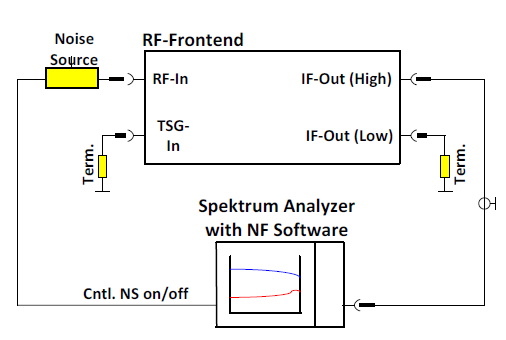 Noise
Source
RF-Frontend
RF-In
IF-Out (High)
TSG-
In
IF-Out (Low)
Term.
Term.
Spektrum Analyzer
with NF Software
Cntl. NS on/off